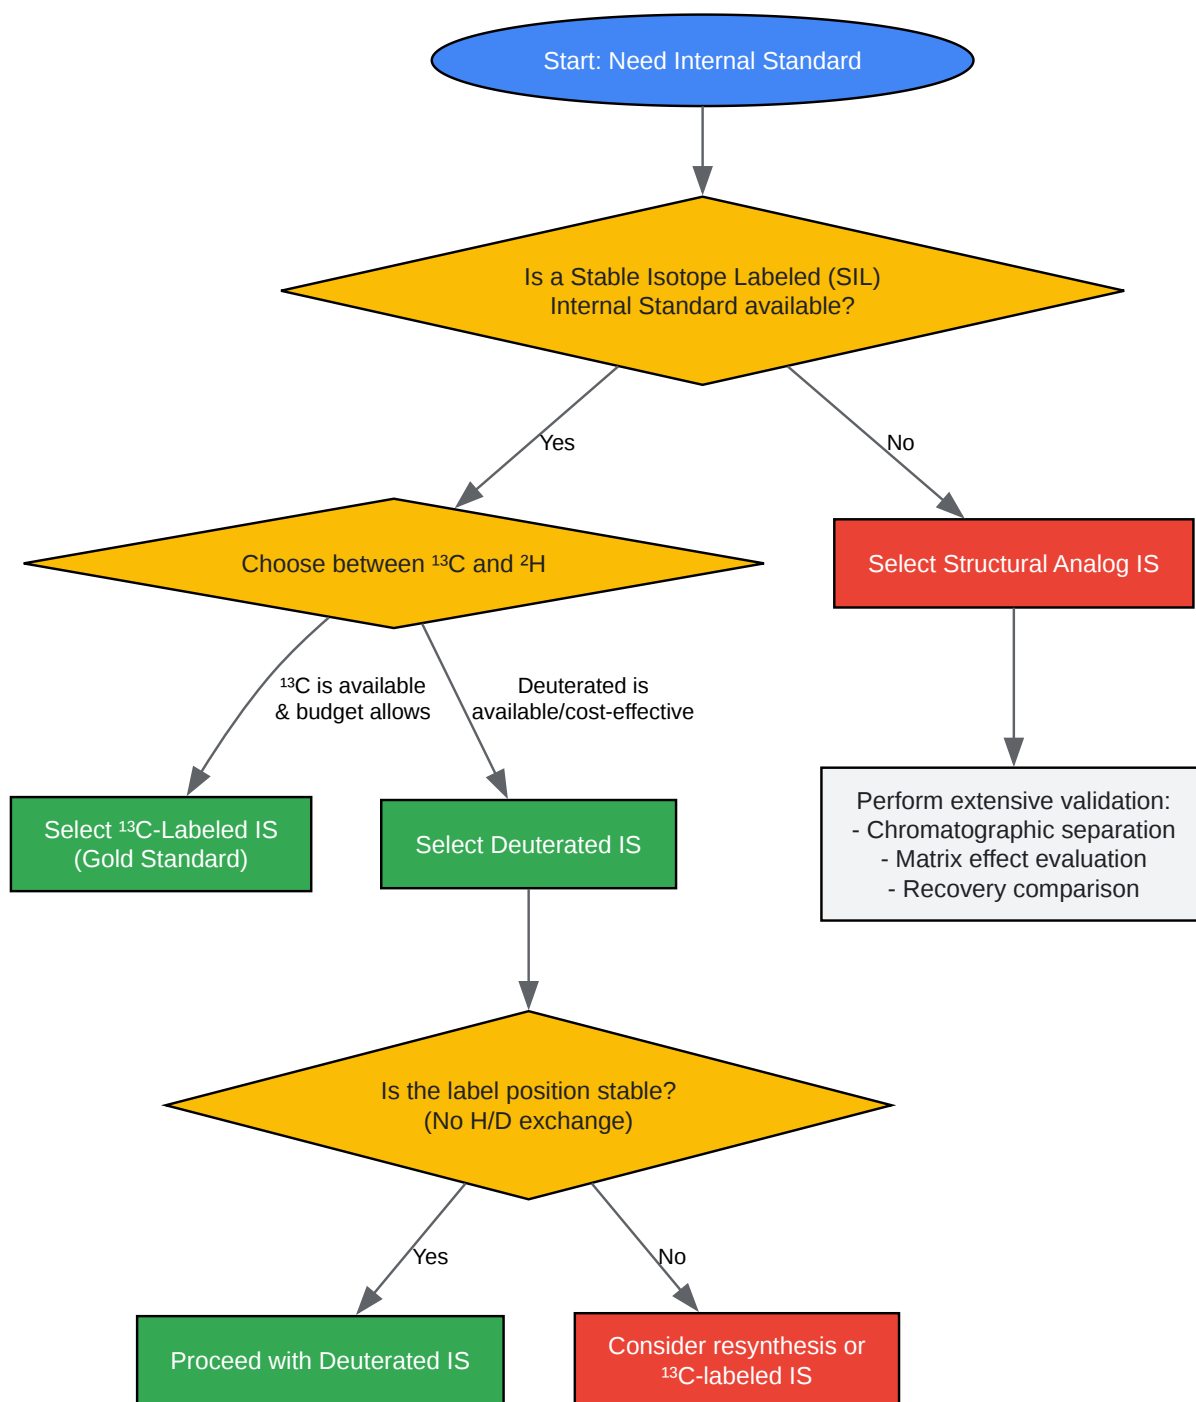 Start: Need Internal Standard
Is a Stable Isotope Labeled (SIL)
Internal Standard available?
Yes
No
Choose between ¹³C and ²H
Select Structural Analog IS
¹³C is available
& budget allows
Deuterated is
available/cost-effective
Select ¹³C-Labeled IS
(Gold Standard)
Select Deuterated IS
Perform extensive validation:
- Chromatographic separation
- Matrix effect evaluation
- Recovery comparison
Is the label position stable?
(No H/D exchange)
Yes
No
Proceed with Deuterated IS
Consider resynthesis or
¹³C-labeled IS